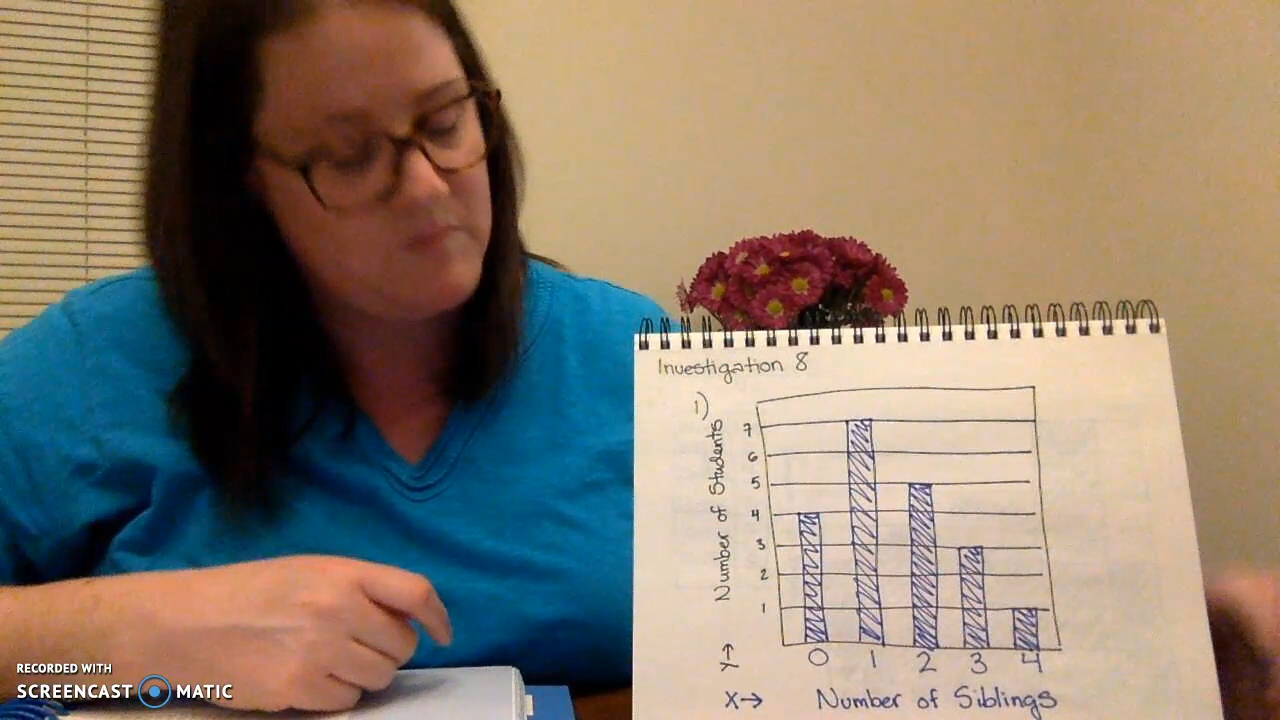 Investigation 8
1)
Number of Students
7
6
5
4
3
2
1
0 1 2 3 4
Y→
X→ Number of Siblings
RECORDED WITH
SCREENCAST MATIC